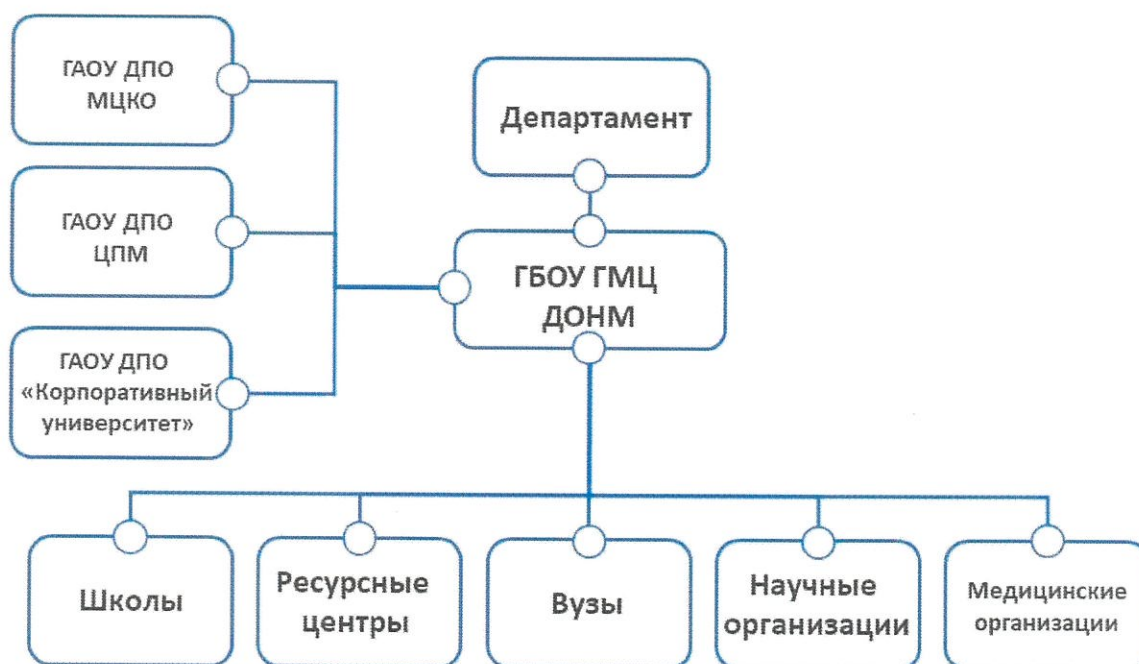 ГАОУ ДПО
МЦКО
Департамент
ГАОУ ДПО
ЦПМ
ГБОУ ГМЦ
ДОНМ
ГАОУ ДПО
«Корпоративный
университет»
Школы
Ресурсные
центры
Вузы
Научные
организации
Медицинские
организации